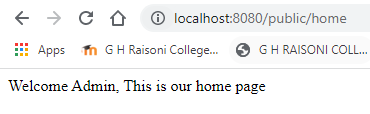 localhost:8080/public/home
Apps G H Raisoni College... G H RAISONI COLL...
Welcome Admin, This is our home page